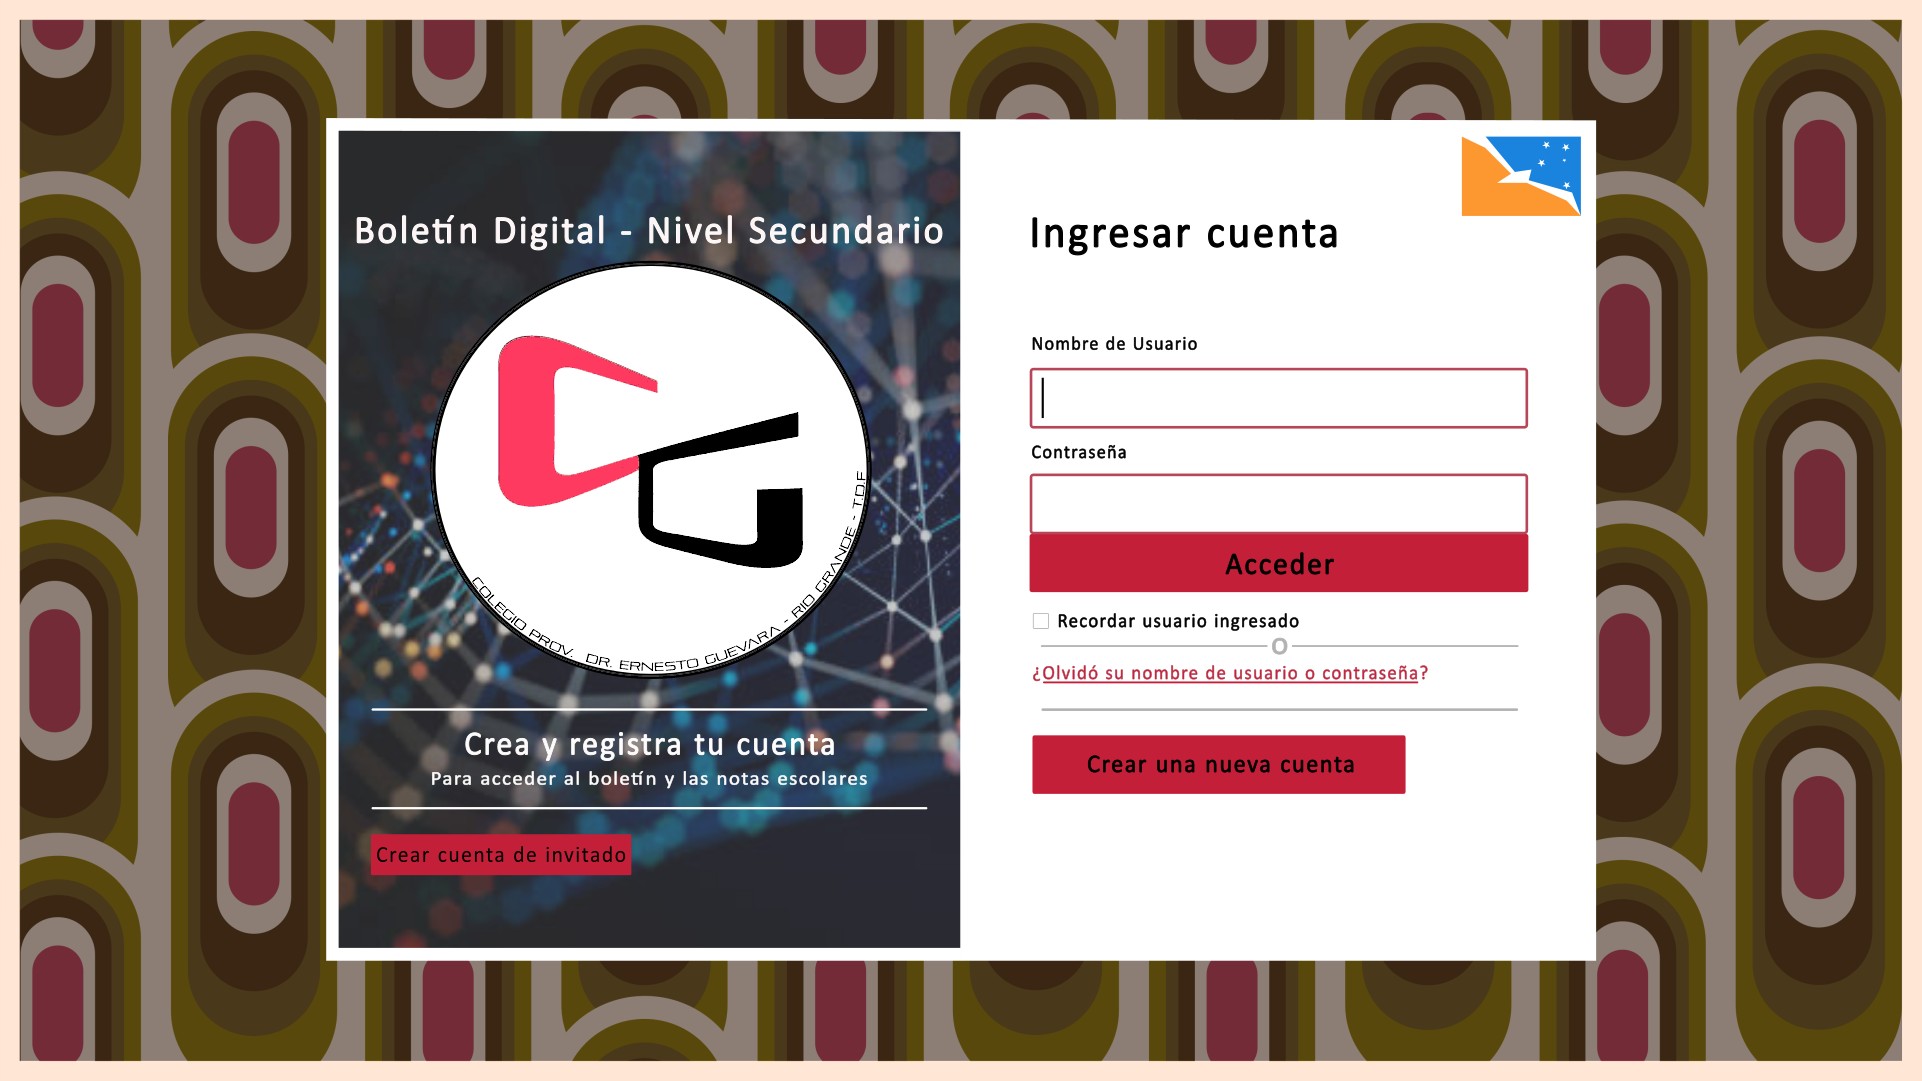 Boletín Digital - Nivel Secundario
COLEGIO PROV. DR. ERNESTO GUEVARA - RIO GRANDE - T.D.F
Crea y registra tu cuenta
Para acceder al boletín y las notas escolares
Crear cuenta de invitado
Ingresar cuenta
Nombre de Usuario
Contraseña
Acceder
Recordar usuario ingresado
O
¿Olvidó su nombre de usuario o contraseña?
Crear una nueva cuenta